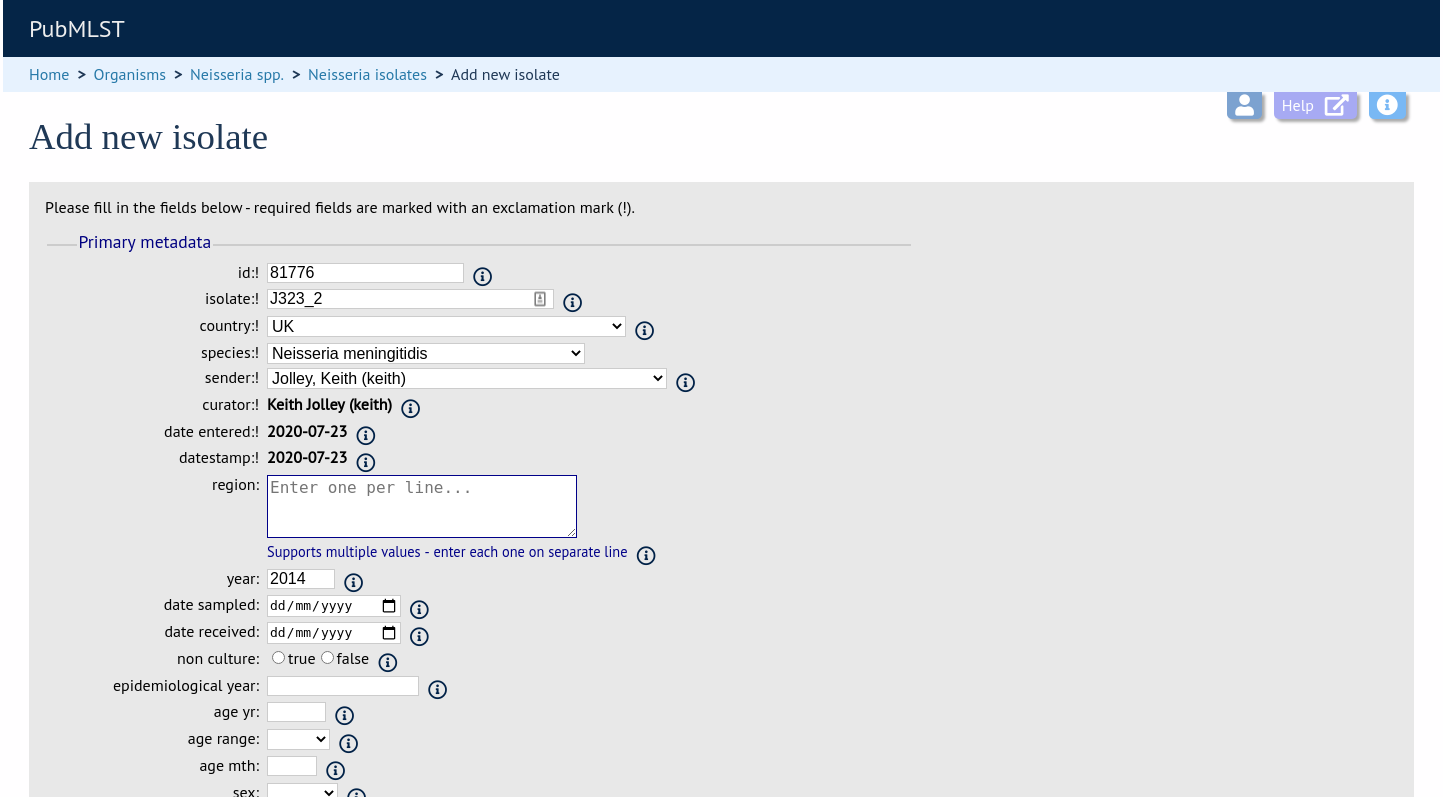 PubMLST
Home > Organisms > Neisseria spp. > Neisseria isolates > Add new isolate
Help
Add new isolate
Please fill in the fields below - required fields are marked with an exclamation mark (!).
Primary metadata
id:! 81776
isolate:! J323_2
country:! UK
species:! Neisseria meningitidis
sender:! Jolley, Keith (keith)
curator:! Keith Jolley (keith)
date entered:! 2020-07-23
datestamp:! 2020-07-23
region: Enter one per line...
Supports multiple values - enter each one on separate line
year: 2014
date sampled: dd/mm/yyyy
date received: dd/mm/yyyy
non culture: true false
epidemiological year:
age yr:
age range:
age mth:
sex: